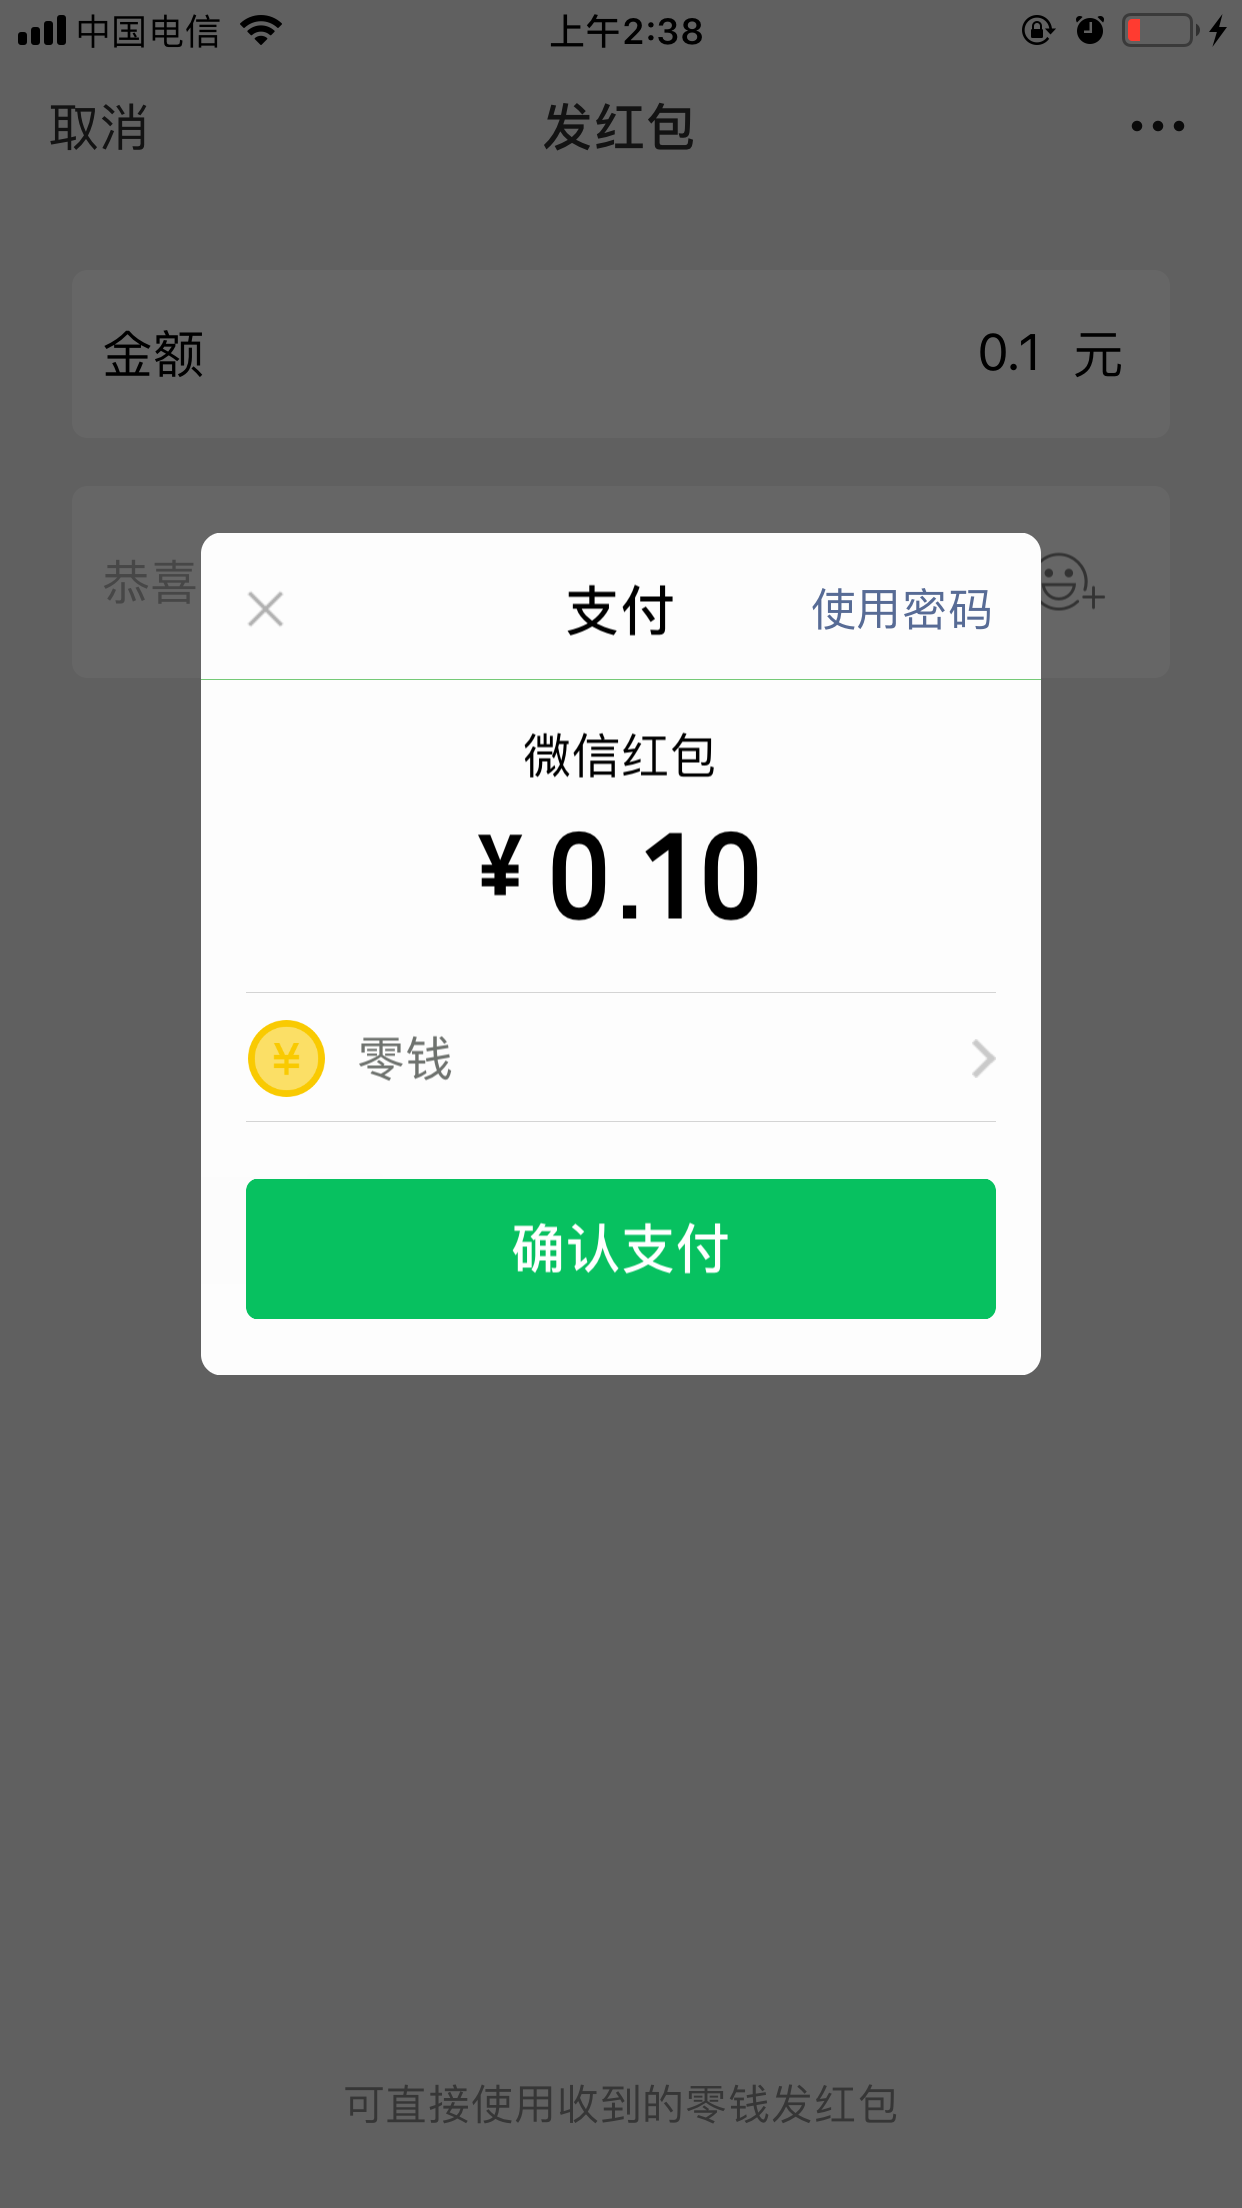 中国电信 上午2:38
取消 发红包
金额 0.1 元
恭喜
支付 使用密码
微信红包
¥ 0.10
¥ 零钱
确认支付
可直接使用收到的零钱发红包